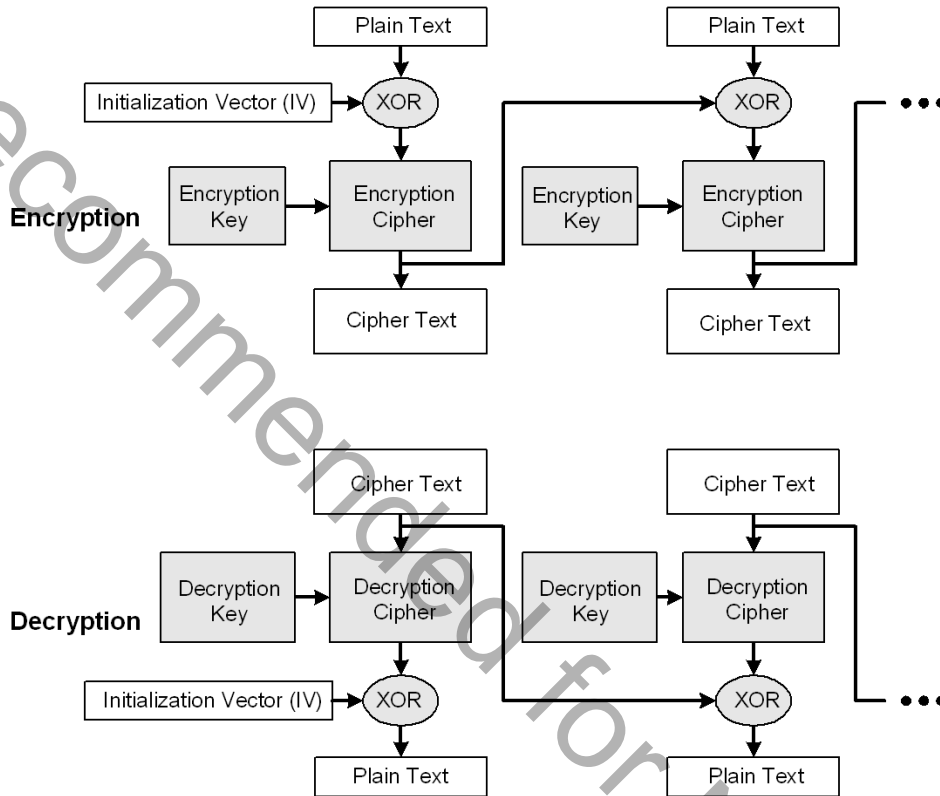 Plain Text
Plain Text
Initialization Vector (IV)
XOR
XOR
Encryption
Encryption
Key
Encryption
Cipher
Encryption
Key
Encryption
Cipher
Cipher Text
Cipher Text
Cipher Text
Cipher Text
Decryption
Decryption
Key
Decryption
Cipher
Decryption
Key
Decryption
Cipher
Initialization Vector (IV)
XOR
XOR
Plain Text
Plain Text
ecommended for